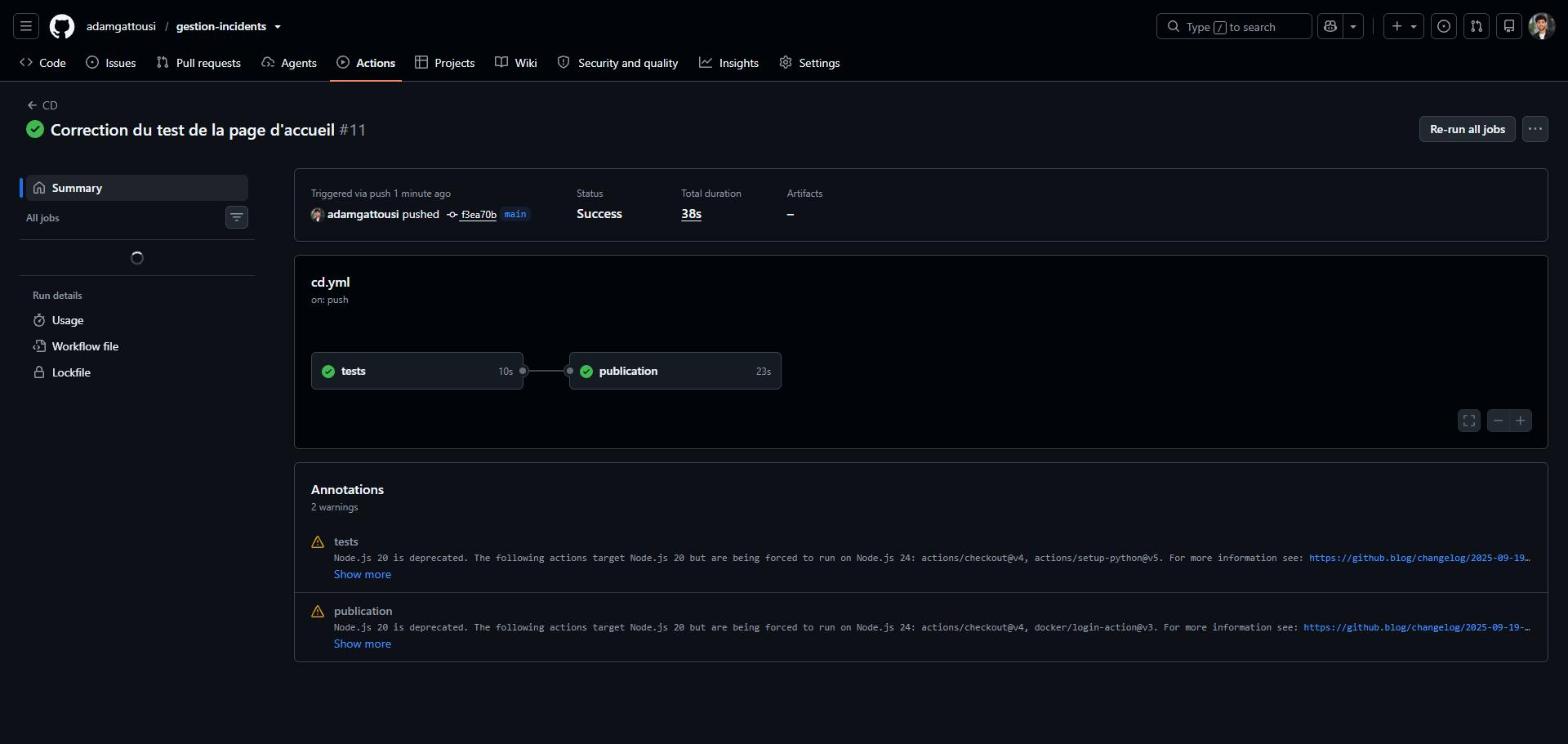 adamgattousi / gestion-incidents
Type / to search
Code
Issues
Pull requests
Agents
Actions
Projects
Wiki
Security and quality
Insights
Settings
CD
Correction du test de la page d'accueil #11
Re-run all jobs
Summary
All jobs
Run details
Usage
Workflow file
Lockfile
Triggered via push 1 minute ago
adamgattousi pushed f3ea70b main
Status
Success
Total duration
38s
Artifacts
–
cd.yml
on: push
tests 10s
publication 23s
Annotations
2 warnings
tests
Node.js 20 is deprecated. The following actions target Node.js 20 but are being forced to run on Node.js 24: actions/checkout@v4, actions/setup-python@v5. For more information see: https://github.blog/changelog/2025-09-19…
Show more
publication
Node.js 20 is deprecated. The following actions target Node.js 20 but are being forced to run on Node.js 24: actions/checkout@v4, docker/login-action@v3. For more information see: https://github.blog/changelog/2025-09-19-…
Show more